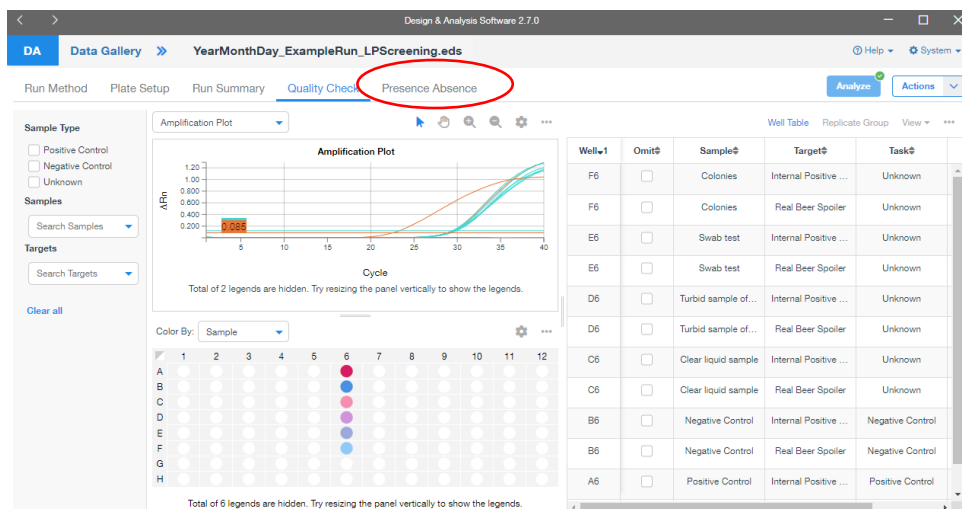 Design & Analysis Software 2.7.0
DA Data Gallery » YearMonthDay_ExampleRun_LPScreening.eds Help System
Run Method Plate Setup Run Summary Quality Check Presence Absence Analyze Actions
Sample Type
Positive Control
Negative Control
Unknown
Samples
Search Samples
Targets
Search Targets
Clear all
Amplification Plot
Amplification Plot
ΔRn
1.20
1.00
0.800
0.600
0.400
0.200
0.085
5 10 15 20 25 30 35 40
Cycle
Total of 2 legends are hidden. Try resizing the panel vertically to show the legends.
Color By: Sample
1 2 3 4 5 6 7 8 9 10 11 12
A
B
C
D
E
F
G
H
Total of 6 legends are hidden. Try resizing the panel vertically to show the legends.
Well Table Replicate Group View
Well 1 Omit Sample Target Task
F6 Colonies Internal Positive ... Unknown
F6 Colonies Real Beer Spoiler Unknown
E6 Swab test Internal Positive ... Unknown
E6 Swab test Real Beer Spoiler Unknown
D6 Turbid sample of... Internal Positive ... Unknown
D6 Turbid sample of... Real Beer Spoiler Unknown
C6 Clear liquid sample Internal Positive ... Unknown
C6 Clear liquid sample Real Beer Spoiler Unknown
B6 Negative Control Internal Positive ... Negative Control
B6 Negative Control Real Beer Spoiler Negative Control
A6 Positive Control Internal Positive ... Positive Control